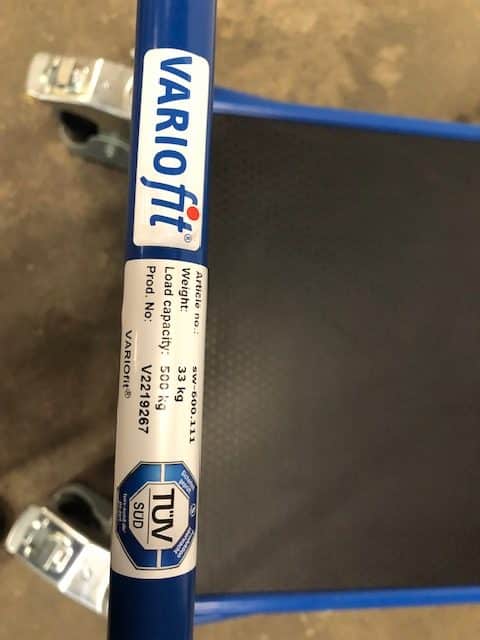 VARIOfit®
Article no.: sw-600.111
Weight: 33 kg
Load capacity: 500 kg
Prod. No: V2219267
VARIOfit®
TÜV
SÜD